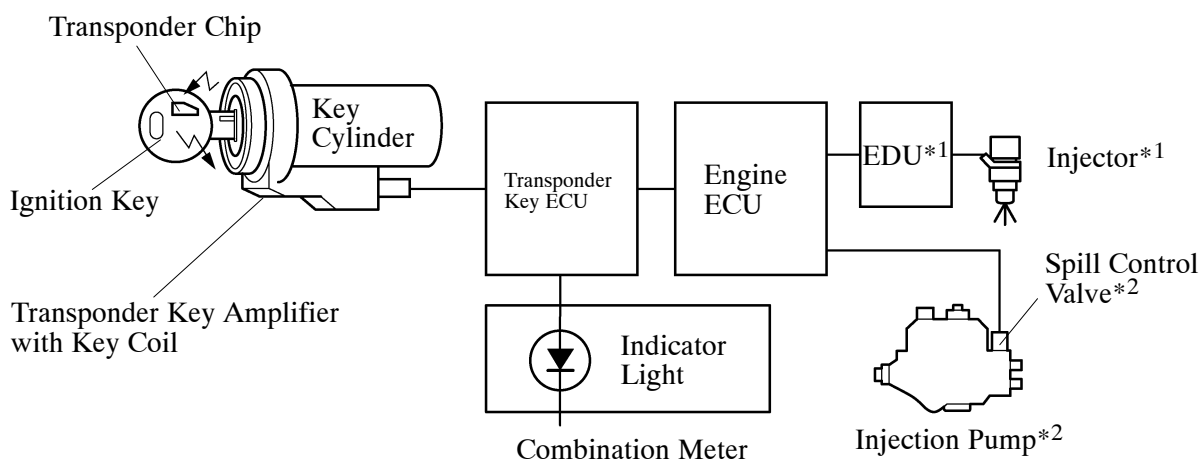 Transponder Chip
Key
Cylinder
Ignition Key
Transponder Key Amplifier
with Key Coil
Transponder
Key ECU
Engine
ECU
EDU*1
Injector*1
Spill Control
Valve*2
Indicator
Light
Combination Meter
Injection Pump*2